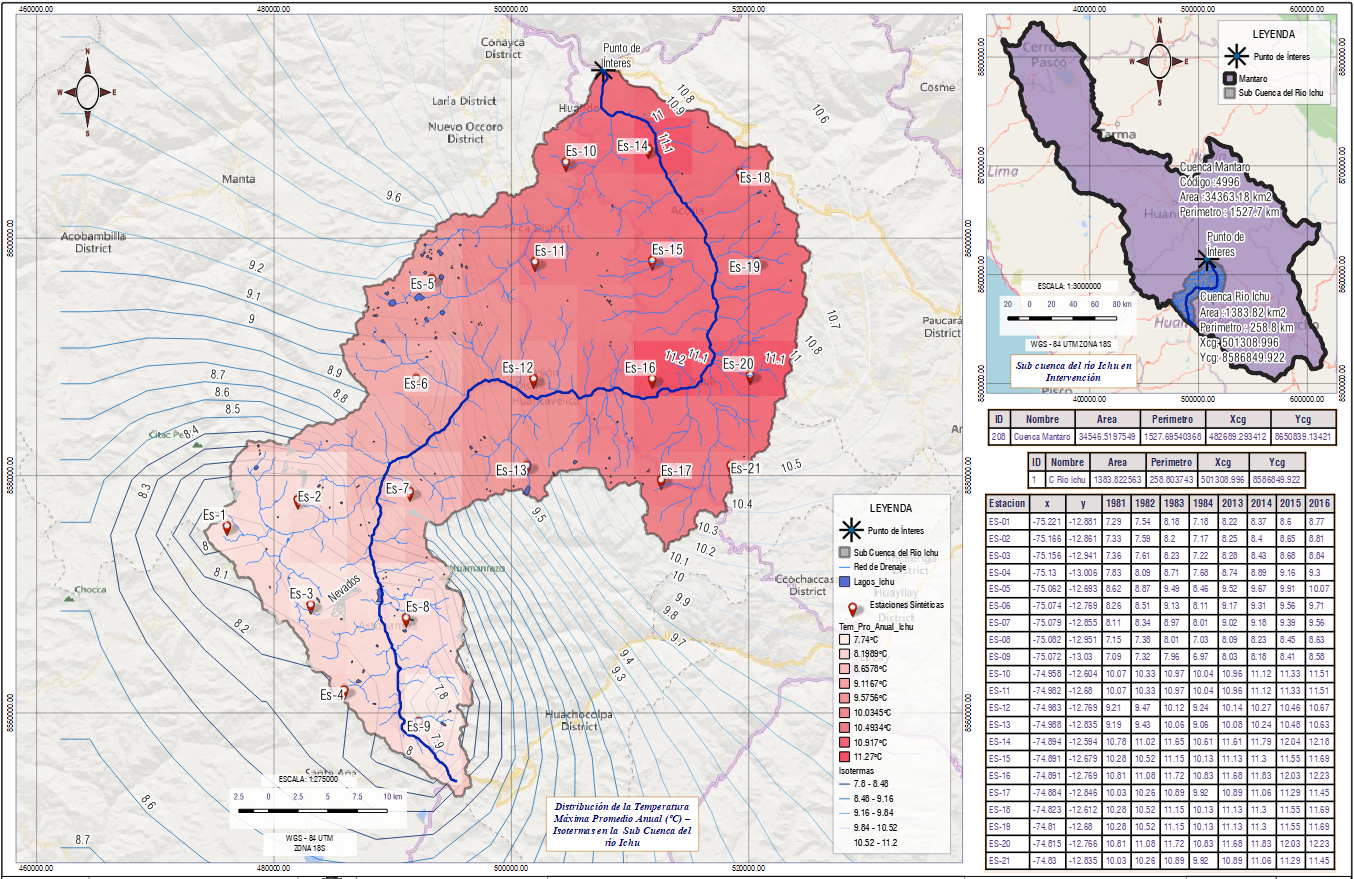 460000.00
480000.00
500000.00
520000.00
400000.00
500000.00
600000.00
Conayca
District
Punto de
Ínteres
N
W
E
S
Laría District
Nuevo Occoro
District
Cosme
Manta
Acobambilla
District
Paucará
District
Ccochaccas
District
Huachocolpa
District
Santa Ana
Chocca
Huamanrazo
Nevados
Es-10
Es-14
Es-18
Es-11
Es-15
Es-19
Es-5
Es-6
Es-12
Es-16
Es-20
Es-13
Es-17
Es-21
Es-7
Es-2
Es-1
Es-3
Es-8
Es-4
Es-9
10.8
10.9
11
11.1
10.6
9.6
9.2
9.1
9
8.9
8.8
8.7
8.6
8.5
8.4
8.3
8
8.1
8.2
10.7
10.8
11.2
11.1
11.1
11
10.5
10.4
10.3
10.2
10.1
10
9.9
9.8
9.7
9.5
9.4
9.3
7.8
7.9
8
8.6
8.7
8600000.00
8580000.00
8560000.00
ESCALA: 1:275000
2.5 0 2.5 5 7.5 10 km
WGS - 84 UTM
ZONA 18S
Distribución de la Temperatura
Máxima Promedio Anual (°C) –
Isotermas en la Sub Cuenca del
río Ichu
LEYENDA
Punto de Ínteres
Sub Cuenca del Río Ichu
Red de Drenaje
Lagos_Ichu
Estaciones Sintéticas
Tem_Pro_Anual_Ichu
7.74°C
8.1989°C
8.6578°C
9.1167°C
9.5756°C
10.0345°C
10.4934°C
10.917°C
11.27°C
Isotermas
7.8 - 8.48
8.48 - 9.16
9.16 - 9.84
9.84 - 10.52
10.52 - 11.2
LEYENDA
Punto de Ínteres
Mantaro
Sub Cuenca del Río Ichu
N
W
E
S
Cerro de
Pasco
Tarma
Lima
Pisco
Cuenca Mantaro
Código :4996
Area :34363.18 km2
Perimetro : 1527.7 km
Punto de
Ínteres
Cuenca Río Ichu
Area :1383.82 km2
Perimetro : 258.8 km
Xcg:501308.996
Ycg: 8586849.922
ESCALA: 1:3000000
20 0 20 40 60 80 km
WGS - 84 UTM ZONA 18S
Sub cuenca del río Ichu en
Intervención
400000.00
500000.00
600000.00
ID Nombre Area Perimetro Xcg Ycg
208 Cuenca Mantaro 34546.5197549 1527.69540368 482689.293412 8650839.13421
ID Nombre Area Perimetro Xcg Ycg
1 C Rio Ichu 1383.822563 258.803743 501308.996 8586849.922
Estacion x y 1981 1982 1983 1984 2013 2014 2015 2016
ES-01 -75.221 -12.881 7.29 7.54 8.18 7.18 8.22 8.37 8.6 8.77
ES-02 -75.166 -12.861 7.33 7.59 8.2 7.17 8.25 8.4 8.65 8.81
ES-03 -75.156 -12.941 7.36 7.61 8.23 7.22 8.28 8.43 8.68 8.84
ES-04 -75.13 -13.006 7.83 8.09 8.71 7.68 8.74 8.89 9.16 9.3
ES-05 -75.062 -12.693 8.62 8.87 9.49 8.46 9.52 9.67 9.91 10.07
ES-06 -75.074 -12.769 8.26 8.51 9.13 8.11 9.17 9.31 9.56 9.71
ES-07 -75.079 -12.855 8.11 8.34 8.97 8.01 9.02 9.18 9.39 9.56
ES-08 -75.082 -12.951 7.15 7.38 8.01 7.03 8.09 8.23 8.45 8.63
ES-09 -75.072 -13.03 7.09 7.32 7.96 6.97 8.03 8.18 8.41 8.58
ES-10 -74.958 -12.604 10.07 10.33 10.97 10.04 10.96 11.12 11.33 11.51
ES-11 -74.982 -12.68 10.07 10.33 10.97 10.04 10.96 11.12 11.33 11.51
ES-12 -74.983 -12.769 9.21 9.47 10.12 9.24 10.14 10.27 10.46 10.67
ES-13 -74.988 -12.835 9.19 9.43 10.06 9.06 10.08 10.24 10.48 10.63
ES-14 -74.894 -12.594 10.78 11.02 11.65 10.61 11.61 11.79 12.04 12.18
ES-15 -74.891 -12.679 10.28 10.52 11.15 10.13 11.13 11.3 11.55 11.69
ES-16 -74.891 -12.769 10.81 11.08 11.72 10.83 11.68 11.83 12.03 12.23
ES-17 -74.884 -12.846 10.03 10.26 10.89 9.92 10.89 11.06 11.29 11.45
ES-18 -74.823 -12.612 10.28 10.52 11.15 10.13 11.13 11.3 11.55 11.69
ES-19 -74.81 -12.68 10.28 10.52 11.15 10.13 11.13 11.3 11.55 11.69
ES-20 -74.815 -12.766 10.81 11.08 11.72 10.83 11.68 11.83 12.03 12.23
ES-21 -74.83 -12.835 10.03 10.26 10.89 9.92 10.89 11.06 11.29 11.45
460000.00
480000.00
500000.00
520000.00